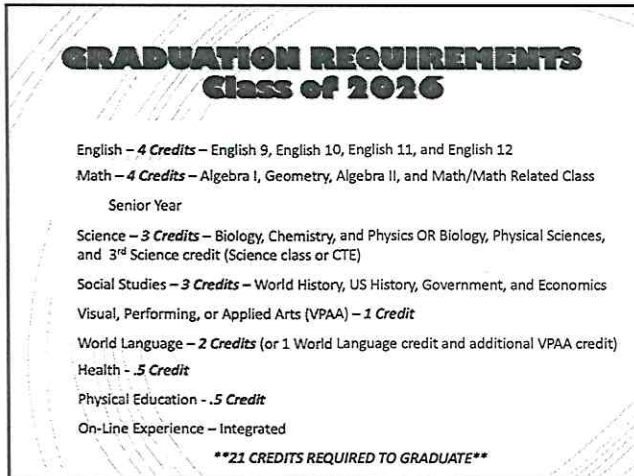 GRADUATION REQUIREMENTS
Class of 2026
English – 4 Credits – English 9, English 10, English 11, and English 12
Math – 4 Credits – Algebra I, Geometry, Algebra II, and Math/Math Related Class
Senior Year
Science – 3 Credits – Biology, Chemistry, and Physics OR Biology, Physical Sciences,
and 3rd Science credit (Science class or CTE)
Social Studies – 3 Credits – World History, US History, Government, and Economics
Visual, Performing, or Applied Arts (VPAA) – 1 Credit
World Language – 2 Credits (or 1 World Language credit and additional VPAA credit)
Health - .5 Credit
Physical Education - .5 Credit
On-Line Experience – Integrated
**21 CREDITS REQUIRED TO GRADUATE**